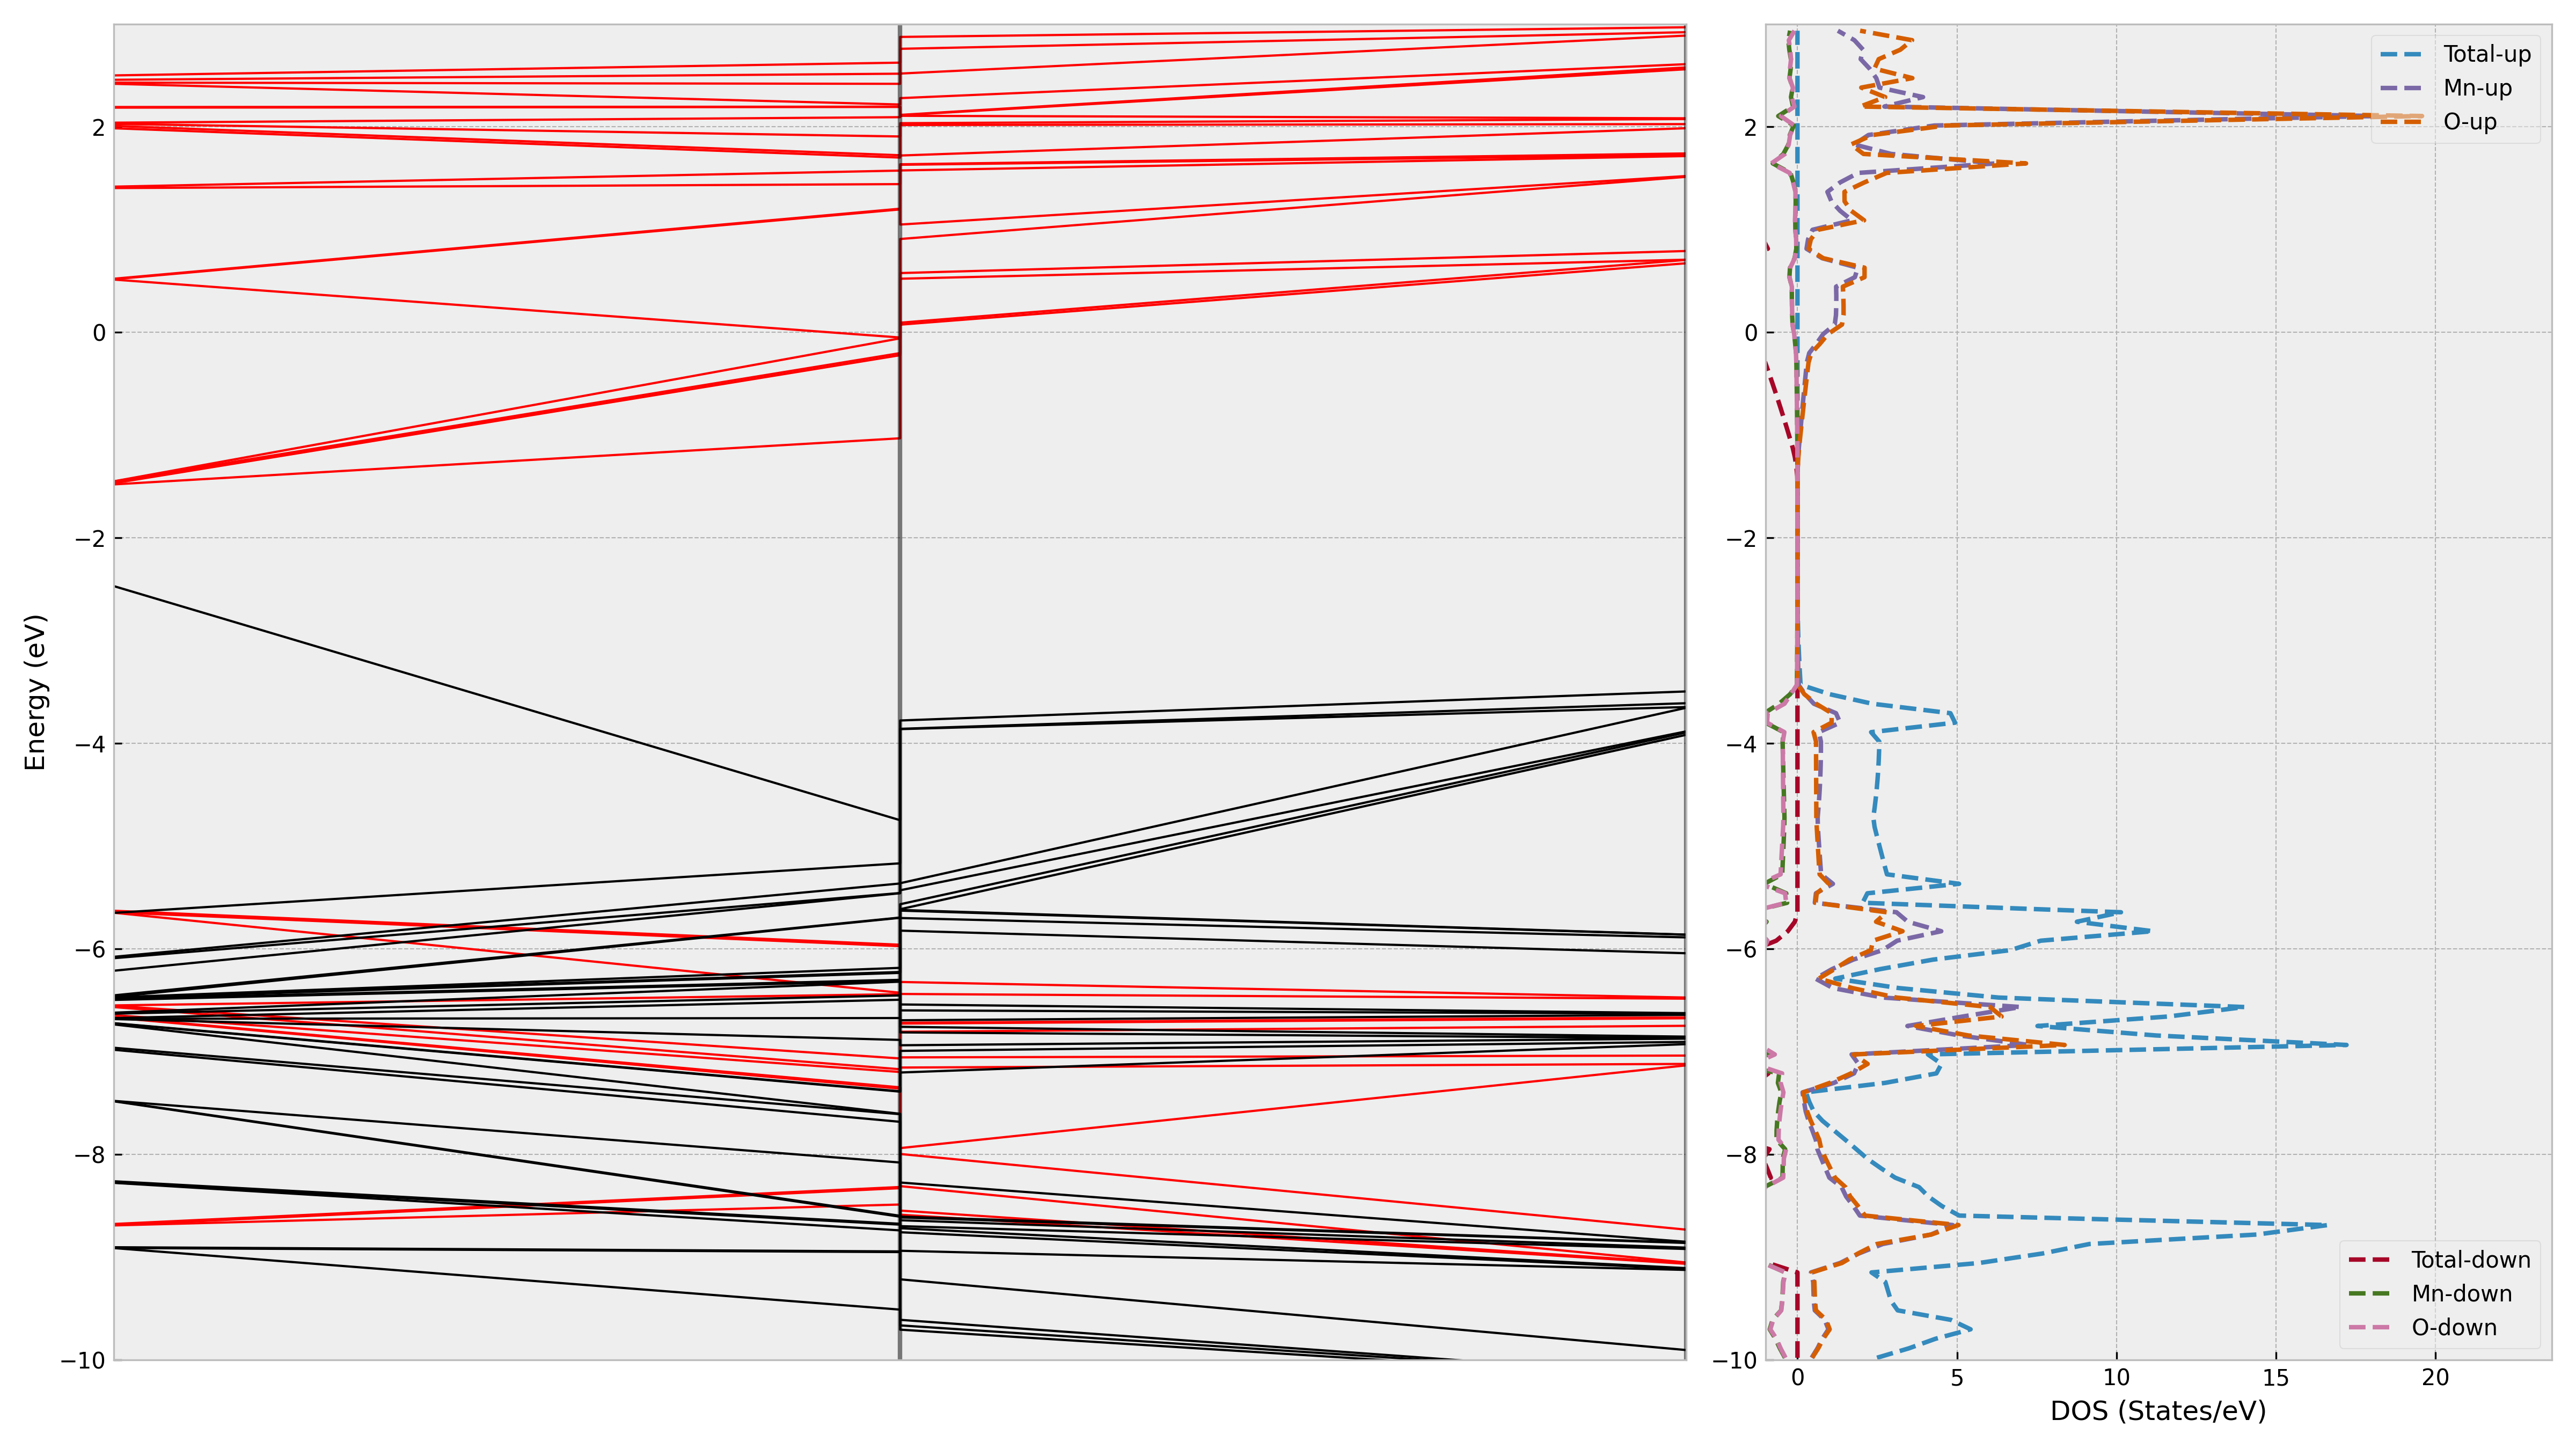 Energy (eV)
2
0
−2
−4
−6
−8
−10
2
0
−2
−4
−6
−8
−10
Total-up
Mn-up
O-up
Total-down
Mn-down
O-down
0 5 10 15 20
DOS (States/eV)